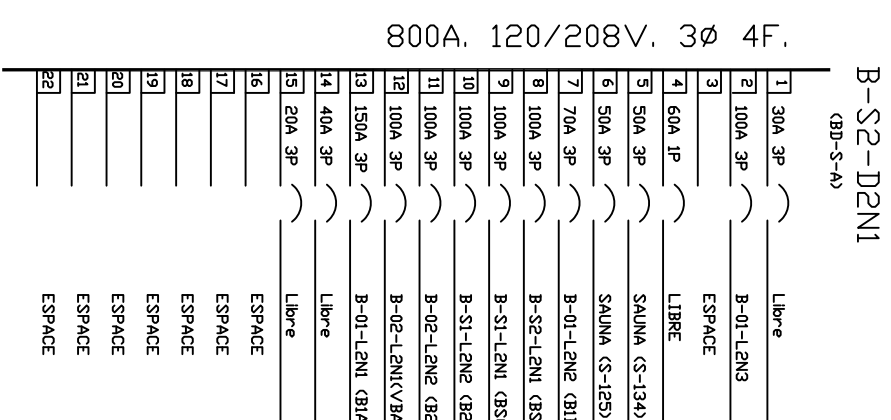 800A. 120/208V. 3ø 4F.
B-S2-D2N1
(BD-S-A)
1 30A 3P Libre
2 100A 3P B-01-L2N3
3 ESPACE
4 60A 1P LIBRE
5 50A 3P SAUNA (S-134)
6 50A 3P SAUNA (S-125)
7 70A 3P B-01-L2N2
8 100A 3P B-S2-L2N1
9 100A 3P B-S1-L2N1
10 100A 3P B-S1-L2N2
11 100A 3P B-02-L2N2
12 100A 3P B-02-L2N1
13 150A 3P B-01-L2N1
14 40A 3P Libre
15 20A 3P Libre
16 ESPACE
17 ESPACE
18 ESPACE
19 ESPACE
20 ESPACE
21 ESPACE
22 ESPACE